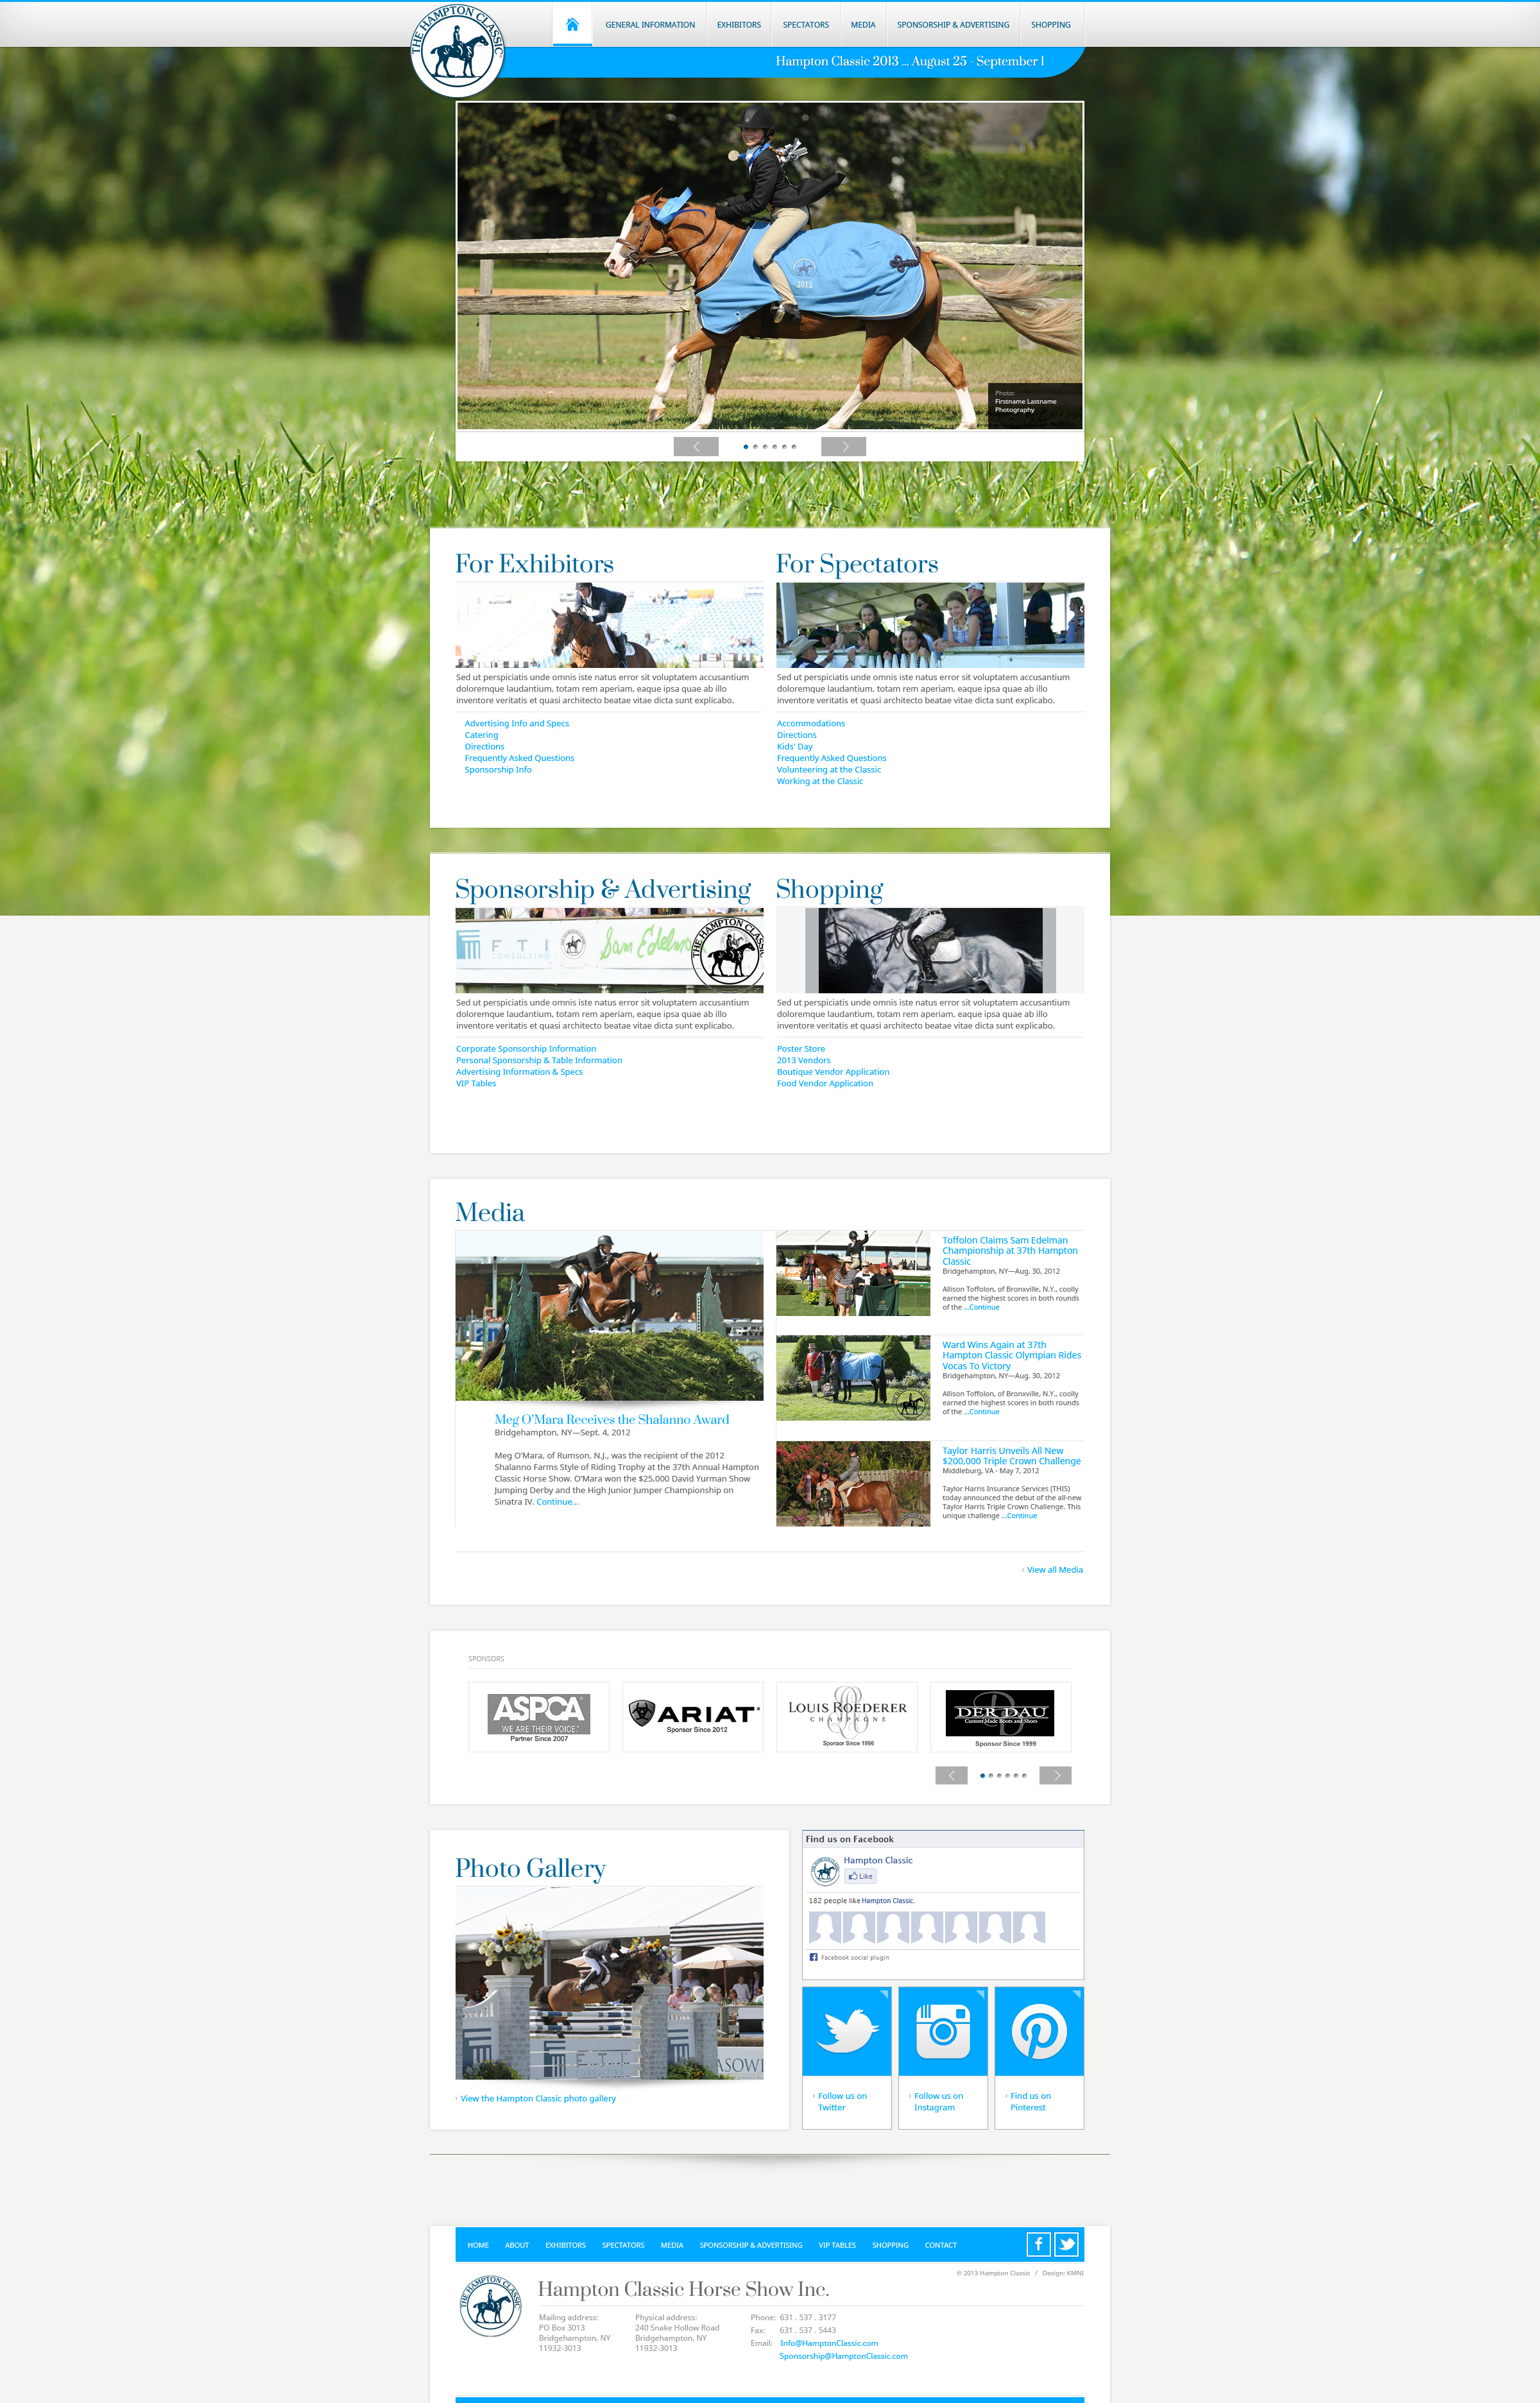 THE HAMPTON CLASSIC
GENERAL INFORMATION
EXHIBITORS
SPECTATORS
MEDIA
SPONSORSHIP & ADVERTISING
SHOPPING
Hampton Classic 2013 ... August 25 - September 1
2012
Photo:
Firstname Lastname
Photography
For Exhibitors
Sed ut perspiciatis unde omnis iste natus error sit voluptatem accusantium
doloremque laudantium, totam rem aperiam, eaque ipsa quae ab illo
inventore veritatis et quasi architecto beatae vitae dicta sunt explicabo.
Advertising Info and Specs
Catering
Directions
Frequently Asked Questions
Sponsorship Info
For Spectators
Sed ut perspiciatis unde omnis iste natus error sit voluptatem accusantium
doloremque laudantium, totam rem aperiam, eaque ipsa quae ab illo
inventore veritatis et quasi architecto beatae vitae dicta sunt explicabo.
Accommodations
Directions
Kids' Day
Frequently Asked Questions
Volunteering at the Classic
Working at the Classic
Sponsorship & Advertising
FTI
CONSULTING
Sam Edelman
THE HAMPTON CLASSIC
Sed ut perspiciatis unde omnis iste natus error sit voluptatem accusantium
doloremque laudantium, totam rem aperiam, eaque ipsa quae ab illo
inventore veritatis et quasi architecto beatae vitae dicta sunt explicabo.
Corporate Sponsorship Information
Personal Sponsorship & Table Information
Advertising Information & Specs
VIP Tables
Shopping
Sed ut perspiciatis unde omnis iste natus error sit voluptatem accusantium
doloremque laudantium, totam rem aperiam, eaque ipsa quae ab illo
inventore veritatis et quasi architecto beatae vitae dicta sunt explicabo.
Poster Store
2013 Vendors
Boutique Vendor Application
Food Vendor Application
Media
Meg O'Mara Receives the Shalanno Award
Bridgehampton, NY—Sept. 4, 2012
Meg O'Mara, of Rumson, N.J., was the recipient of the 2012
Shalanno Farms Style of Riding Trophy at the 37th Annual Hampton
Classic Horse Show. O'Mara won the $25,000 David Yurman Show
Jumping Derby and the High Junior Jumper Championship on
Sinatra IV. Continue...
Toffolon Claims Sam Edelman
Championship at 37th Hampton
Classic
Bridgehampton, NY—Aug. 30, 2012
Allison Toffolon, of Bronxville, N.Y., coolly
earned the highest scores in both rounds
of the ...Continue
Ward Wins Again at 37th
Hampton Classic Olympian Rides
Vocas To Victory
Bridgehampton, NY—Aug. 30, 2012
Allison Toffolon, of Bronxville, N.Y., coolly
earned the highest scores in both rounds
of the ...Continue
Taylor Harris Unveils All New
$200,000 Triple Crown Challenge
Middleburg, VA - May 7, 2012
Taylor Harris Insurance Services (THIS)
today announced the debut of the all-new
Taylor Harris Triple Crown Challenge. This
unique challenge ...Continue
View all Media
SPONSORS
ASPCA
WE ARE THEIR VOICE.
Partner Since 2007
ARIAT
Sponsor Since 2012
LOUIS ROEDERER
CHAMPAGNE
Sponsor Since 1998
DER DAU
Custom Made Boots and Shoes
Sponsor Since 1999
Photo Gallery
FTI
CONSULTING
View the Hampton Classic photo gallery
Find us on Facebook
Hampton Classic
Like
182 people like Hampton Classic.
Facebook social plugin
Follow us on
Twitter
Follow us on
Instagram
Find us on
Pinterest
HOME
ABOUT
EXHIBITORS
SPECTATORS
MEDIA
SPONSORSHIP & ADVERTISING
VIP TABLES
SHOPPING
CONTACT
© 2013 Hampton Classic / Design: KMNI
THE HAMPTON CLASSIC
Hampton Classic Horse Show Inc.
Mailing address:
PO Box 3013
Bridgehampton, NY
11932-3013
Physical address:
240 Snake Hollow Road
Bridgehampton, NY
11932-3013
Phone: 631 . 537 . 3177
Fax: 631 . 537 . 5443
Email: Info@HamptonClassic.com
Sponsorship@HamptonClassic.com